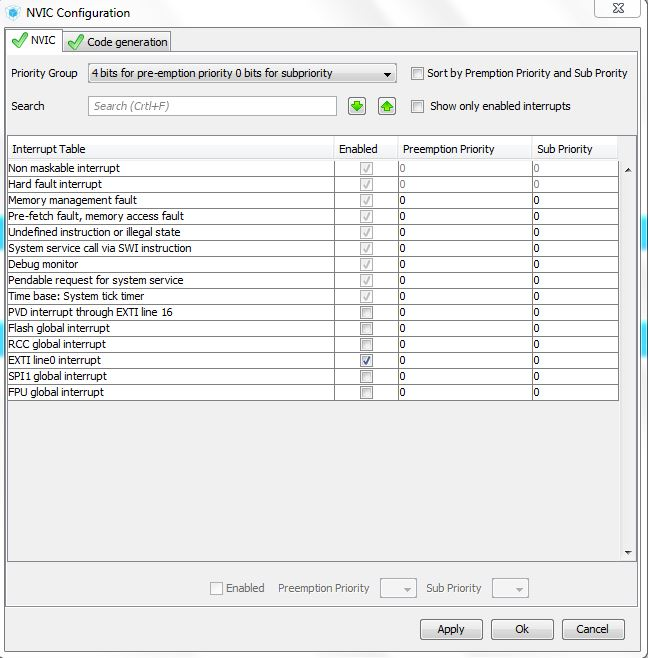 NVIC Configuration
NVIC Code generation
Priority Group 4 bits for pre-emption priority 0 bits for subpriority Sort by Premption Priority and Sub Prority
Search Search (Crtl+F) Show only enabled interrupts
Interrupt Table Enabled Preemption Priority Sub Priority
Non maskable interrupt 0 0
Hard fault interrupt 0 0
Memory management fault 0 0
Pre-fetch fault, memory access fault 0 0
Undefined instruction or illegal state 0 0
System service call via SWI instruction 0 0
Debug monitor 0 0
Pendable request for system service 0 0
Time base: System tick timer 0 0
PVD interrupt through EXTI line 16 0 0
Flash global interrupt 0 0
RCC global interrupt 0 0
EXTI line0 interrupt 0 0
SPI1 global interrupt 0 0
FPU global interrupt 0 0
Enabled Preemption Priority Sub Priority
Apply Ok Cancel